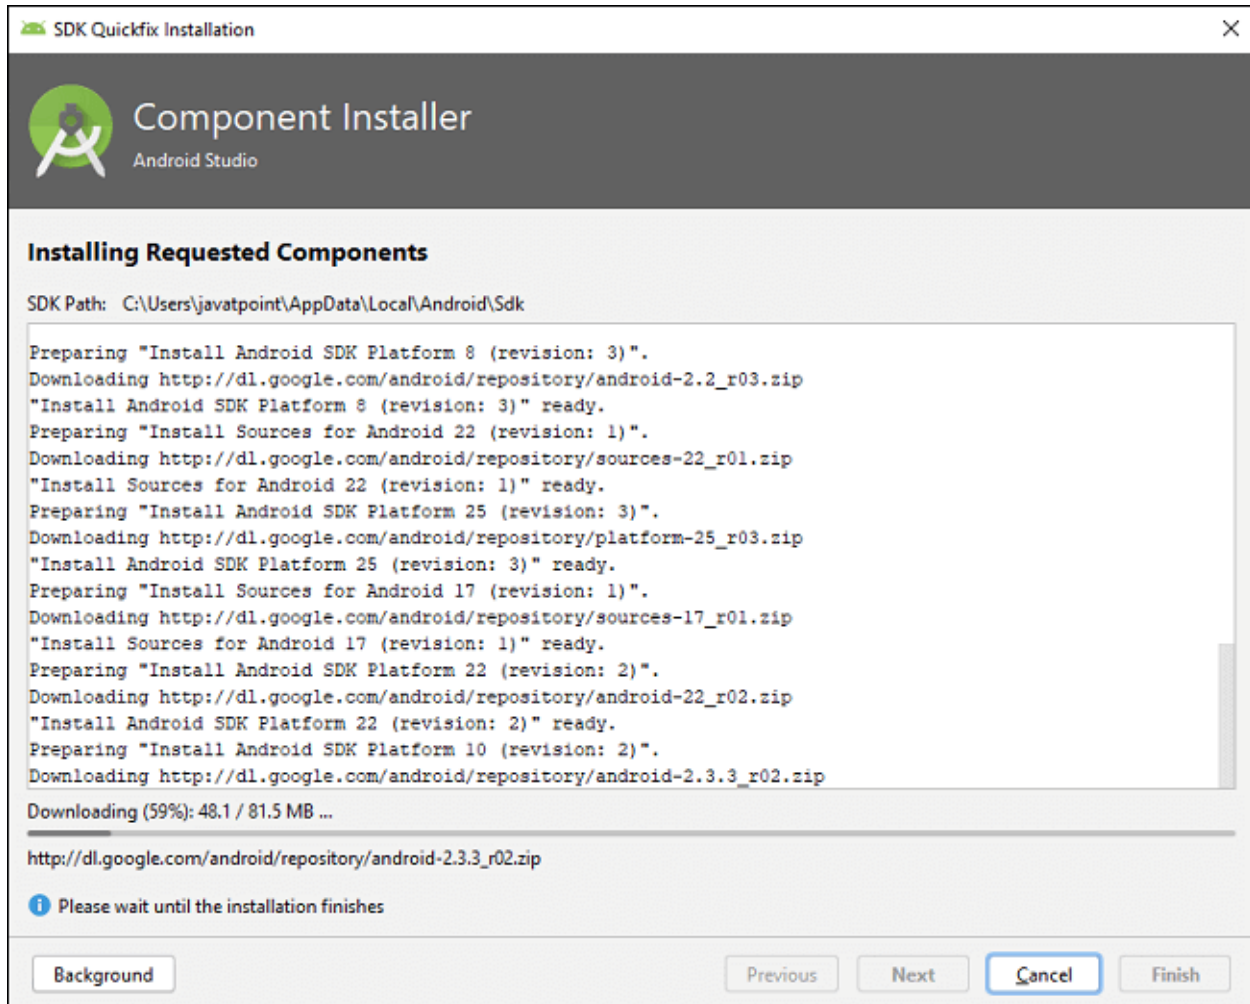 SDK Quickfix Installation
Component Installer
Android Studio
Installing Requested Components
SDK Path: C:\Users\javatpoint\AppData\Local\Android\Sdk
Preparing "Install Android SDK Platform 8 (revision: 3)".
Downloading http://dl.google.com/android/repository/android-2.2_r03.zip
"Install Android SDK Platform 8 (revision: 3)" ready.
Preparing "Install Sources for Android 22 (revision: 1)".
Downloading http://dl.google.com/android/repository/sources-22_r01.zip
"Install Sources for Android 22 (revision: 1)" ready.
Preparing "Install Android SDK Platform 25 (revision: 3)".
Downloading http://dl.google.com/android/repository/platform-25_r03.zip
"Install Android SDK Platform 25 (revision: 3)" ready.
Preparing "Install Sources for Android 17 (revision: 1)".
Downloading http://dl.google.com/android/repository/sources-17_r01.zip
"Install Sources for Android 17 (revision: 1)" ready.
Preparing "Install Android SDK Platform 22 (revision: 2)".
Downloading http://dl.google.com/android/repository/android-22_r02.zip
"Install Android SDK Platform 22 (revision: 2)" ready.
Preparing "Install Android SDK Platform 10 (revision: 2)".
Downloading http://dl.google.com/android/repository/android-2.3.3_r02.zip
Downloading (59%): 48.1 / 81.5 MB ...
http://dl.google.com/android/repository/android-2.3.3_r02.zip
Please wait until the installation finishes
Background Previous Next Cancel Finish